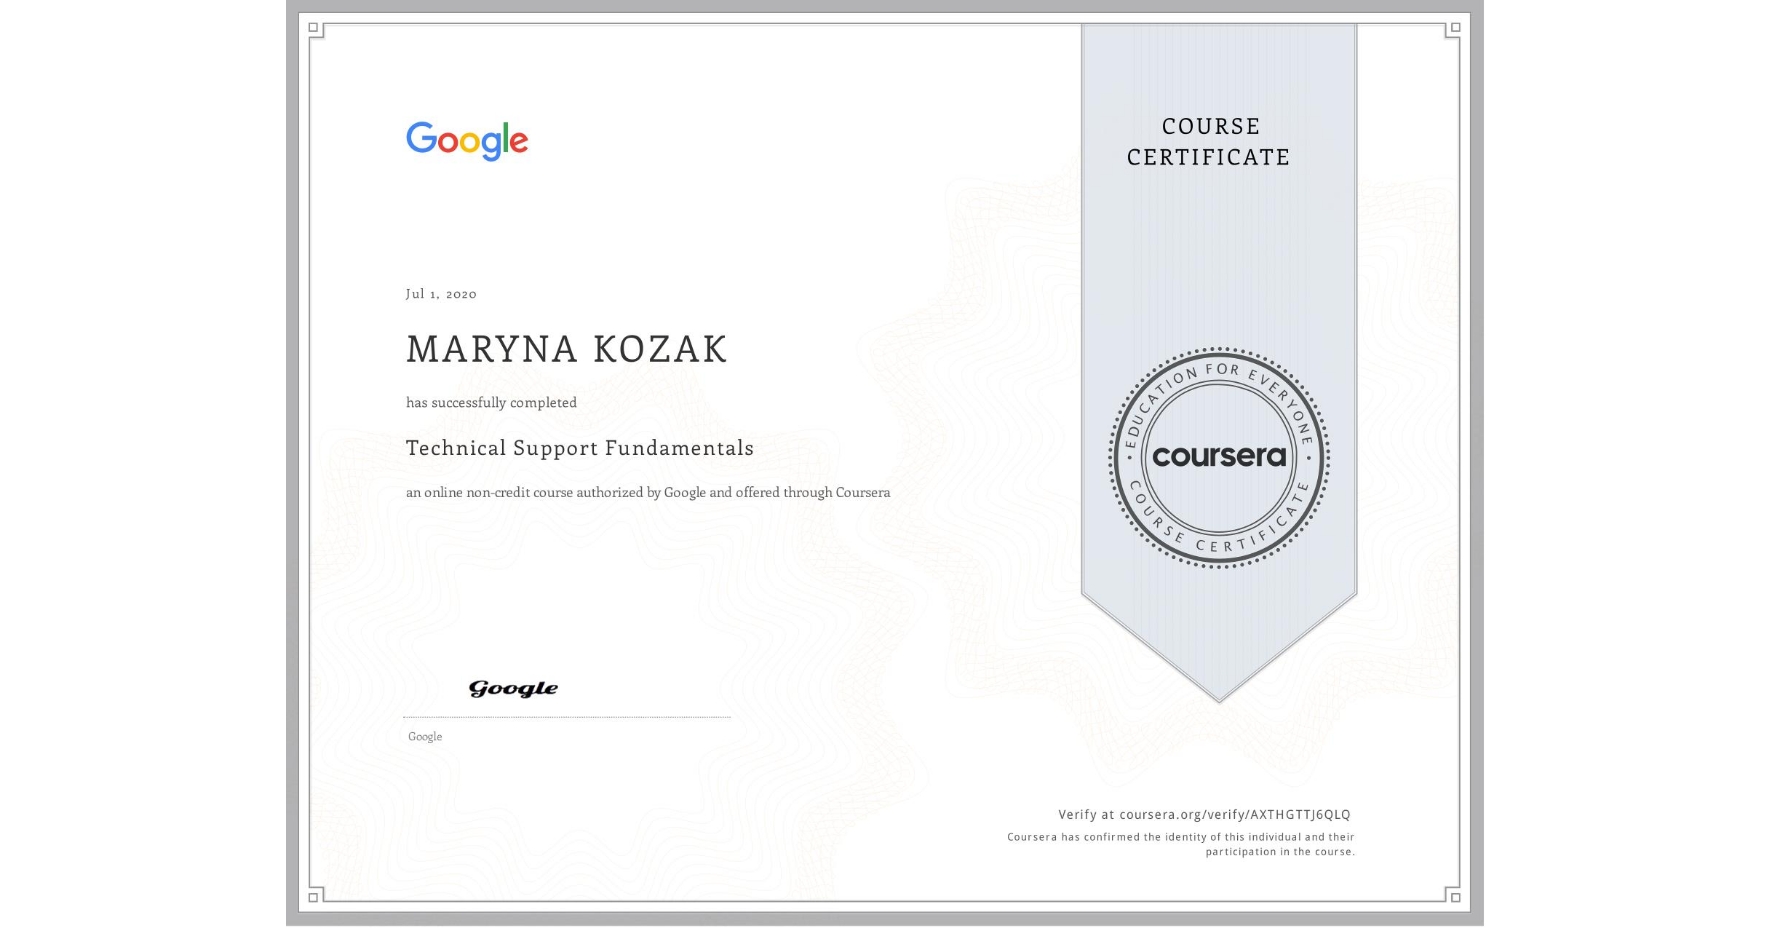 Google
COURSE
CERTIFICATE
Jul 1, 2020
MARYNA KOZAK
has successfully completed
Technical Support Fundamentals
an online non-credit course authorized by Google and offered through Coursera
EDUCATION FOR EVERYONE
coursera
COURSE CERTIFICATE
Google
Google
Verify at coursera.org/verify/AXTHGTTJ6QLQ
Coursera has confirmed the identity of this individual and their
participation in the course.